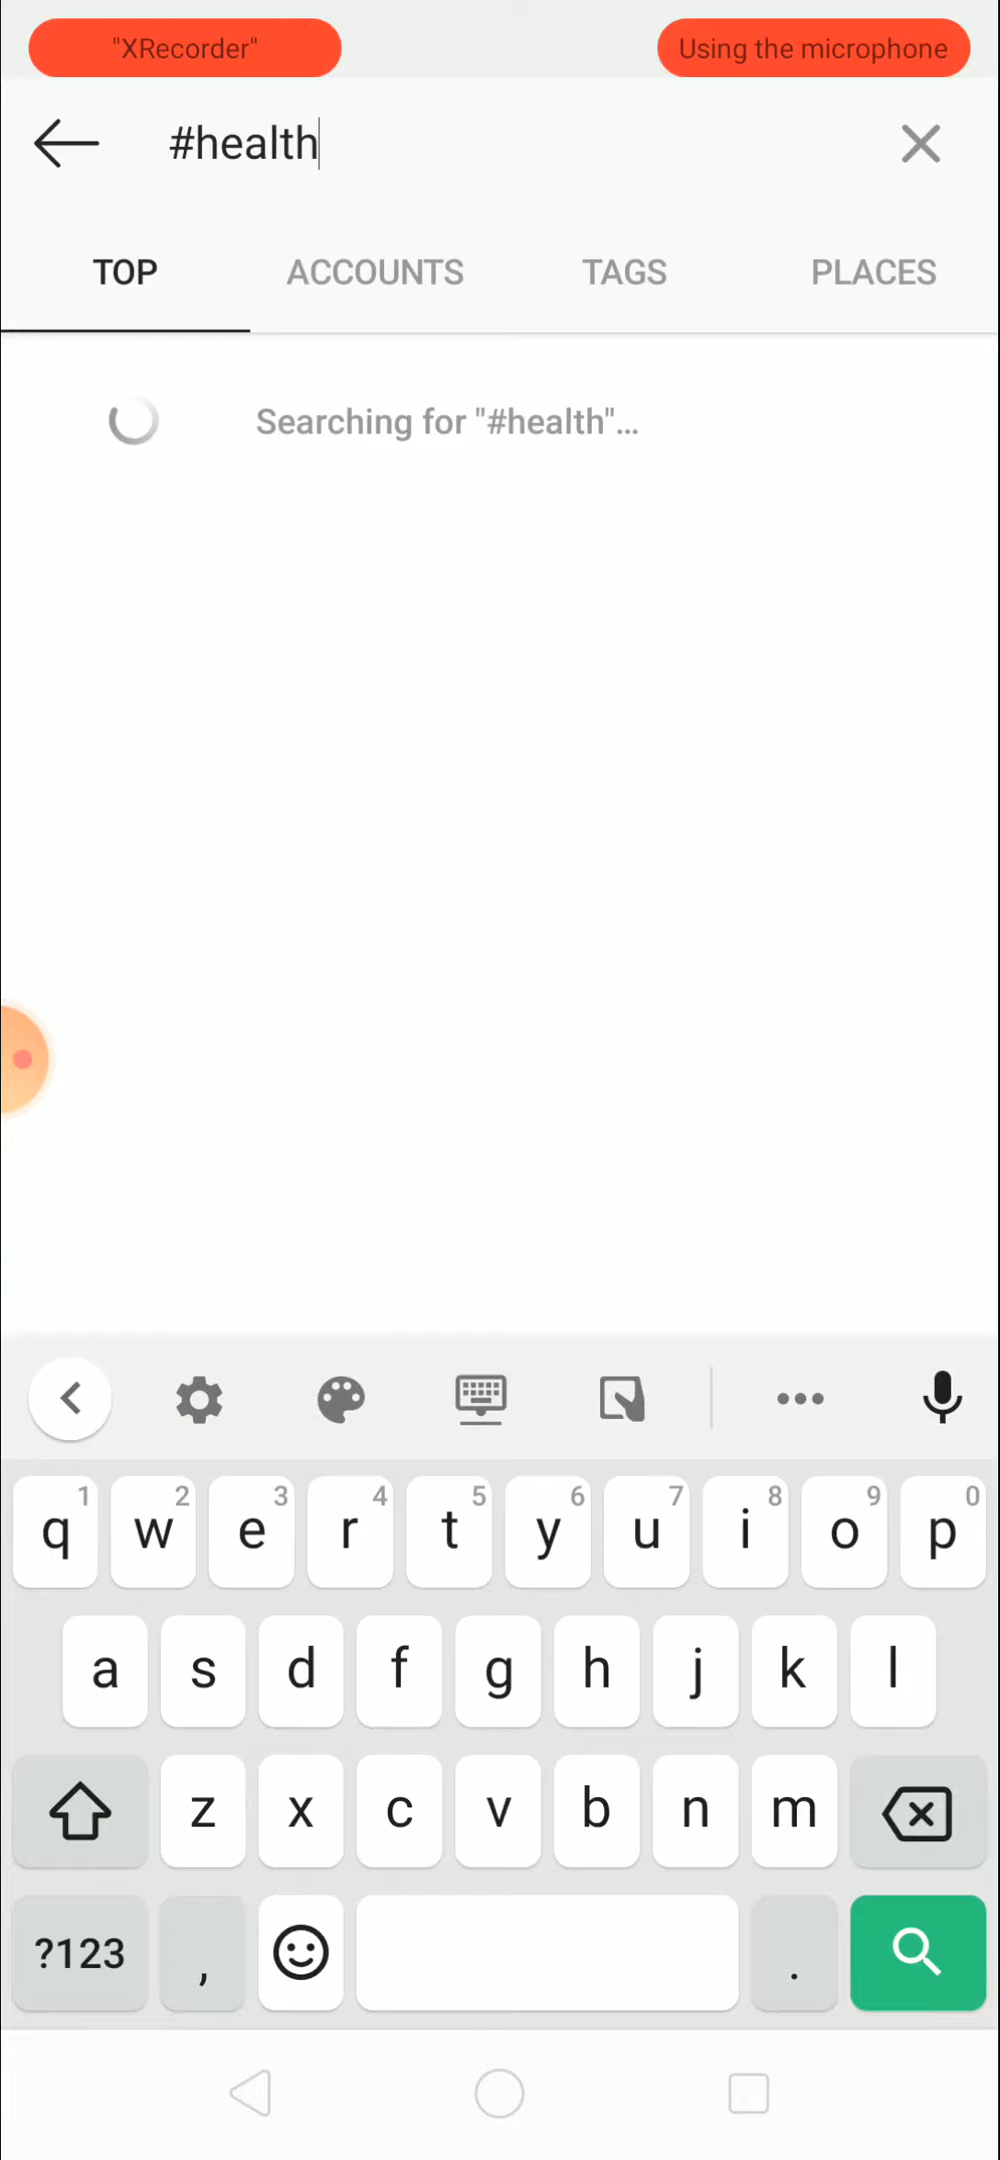 "XRecorder" Using the microphone
#health
TOP ACCOUNTS TAGS PLACES
Searching for "#health"...
q 1 w 2 e 3 r 4 t 5 y 6 u 7 i 8 o 9 p 0
a s d f g h j k l
z x c v b n m
?123 , .